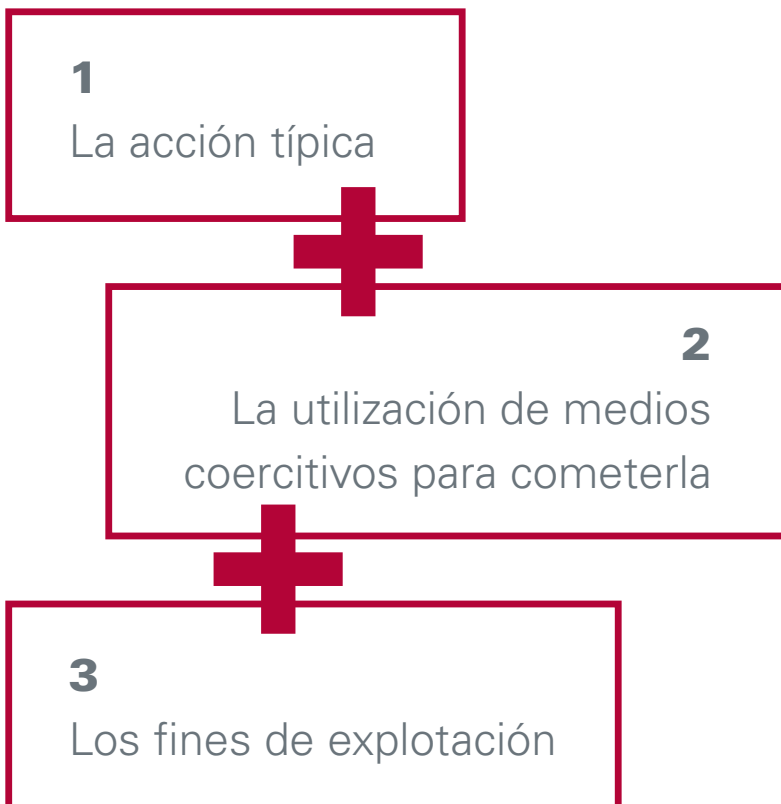 1
La acción típica
2
La utilización de medios
coercitivos para cometerla
3
Los fines de explotación